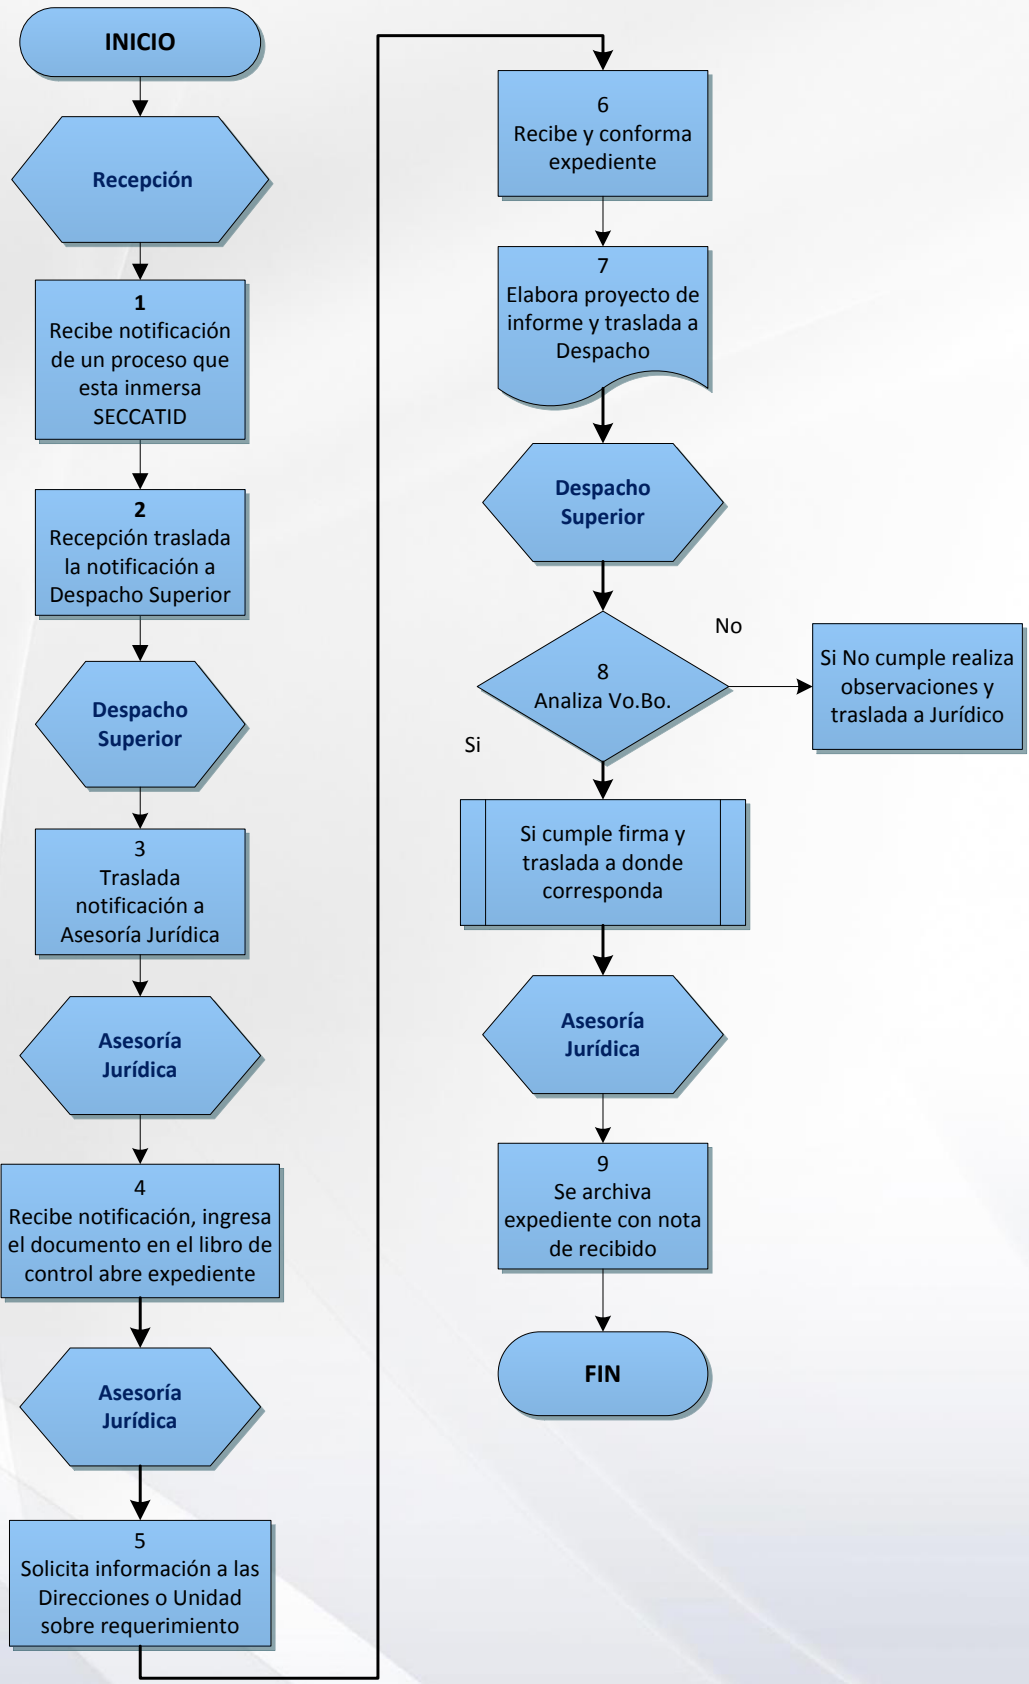 INICIO
Recepción
1
Recibe notificación
de un proceso que
esta inmersa
SECCATID
2
Recepción traslada
la notificación a
Despacho Superior
Despacho
Superior
3
Traslada
notificación a
Asesoría Jurídica
Asesoría
Jurídica
4
Recibe notificación, ingresa
el documento en el libro de
control abre expediente
Asesoría
Jurídica
5
Solicita información a las
Direcciones o Unidad
sobre requerimiento
6
Recibe y conforma
expediente
7
Elabora proyecto de
informe y traslada a
Despacho
Despacho
Superior
8
Analiza Vo.Bo.
No
Si No cumple realiza
observaciones y
traslada a Jurídico
Si
Si cumple firma y
traslada a donde
corresponda
Asesoría
Jurídica
9
Se archiva
expediente con nota
de recibido
FIN